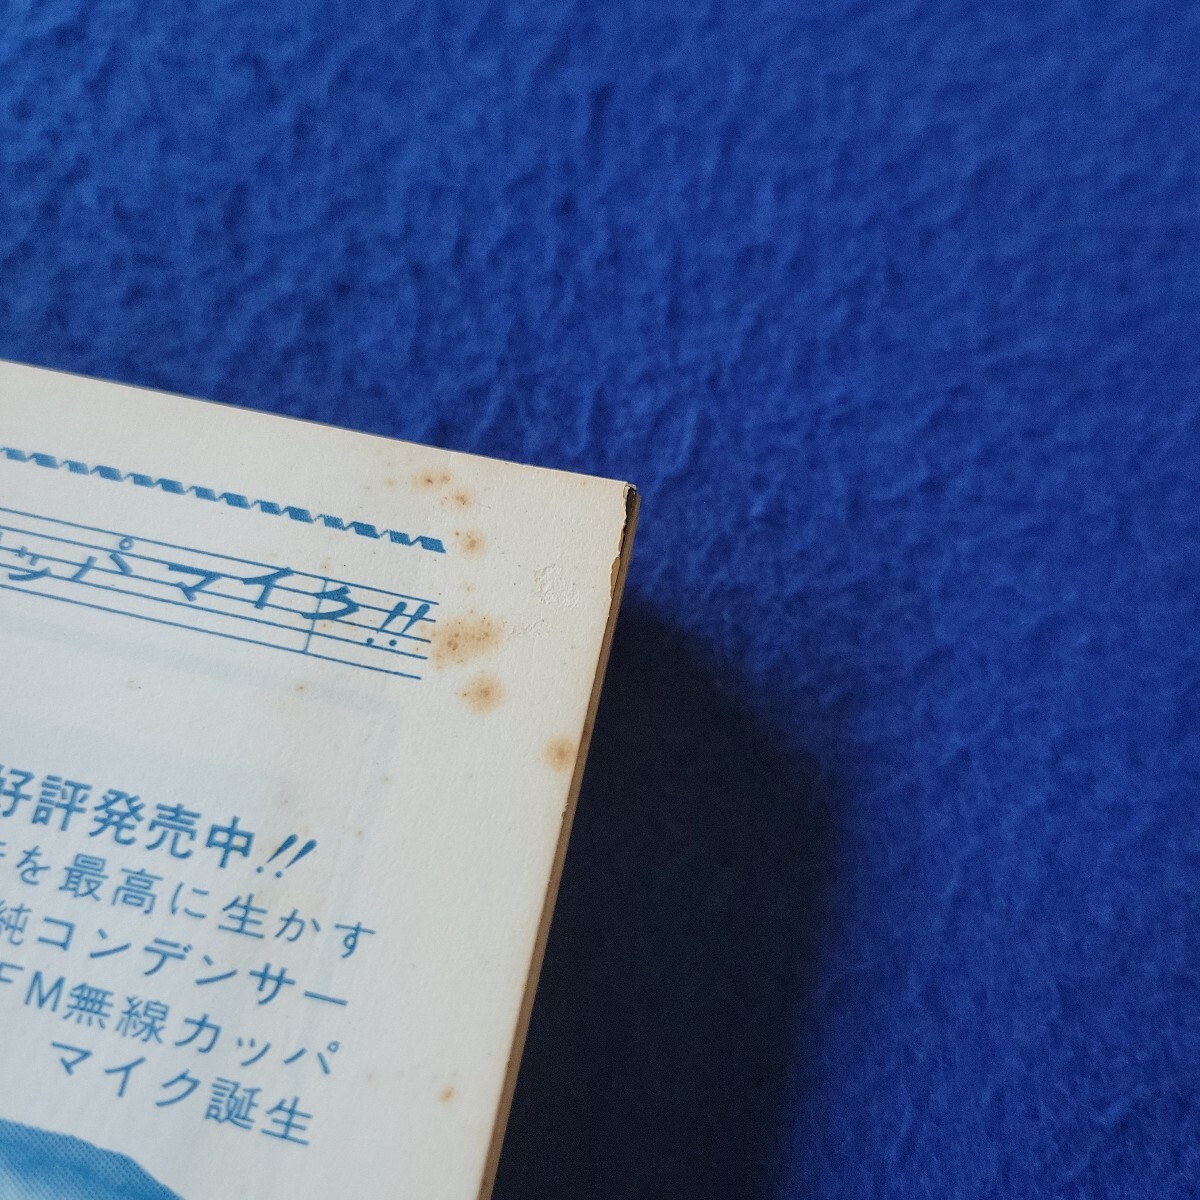 ッパマイク!!
好評発売中!!
を最高に生かす
純コンデンサー
FM無線カッパ
マイク誕生